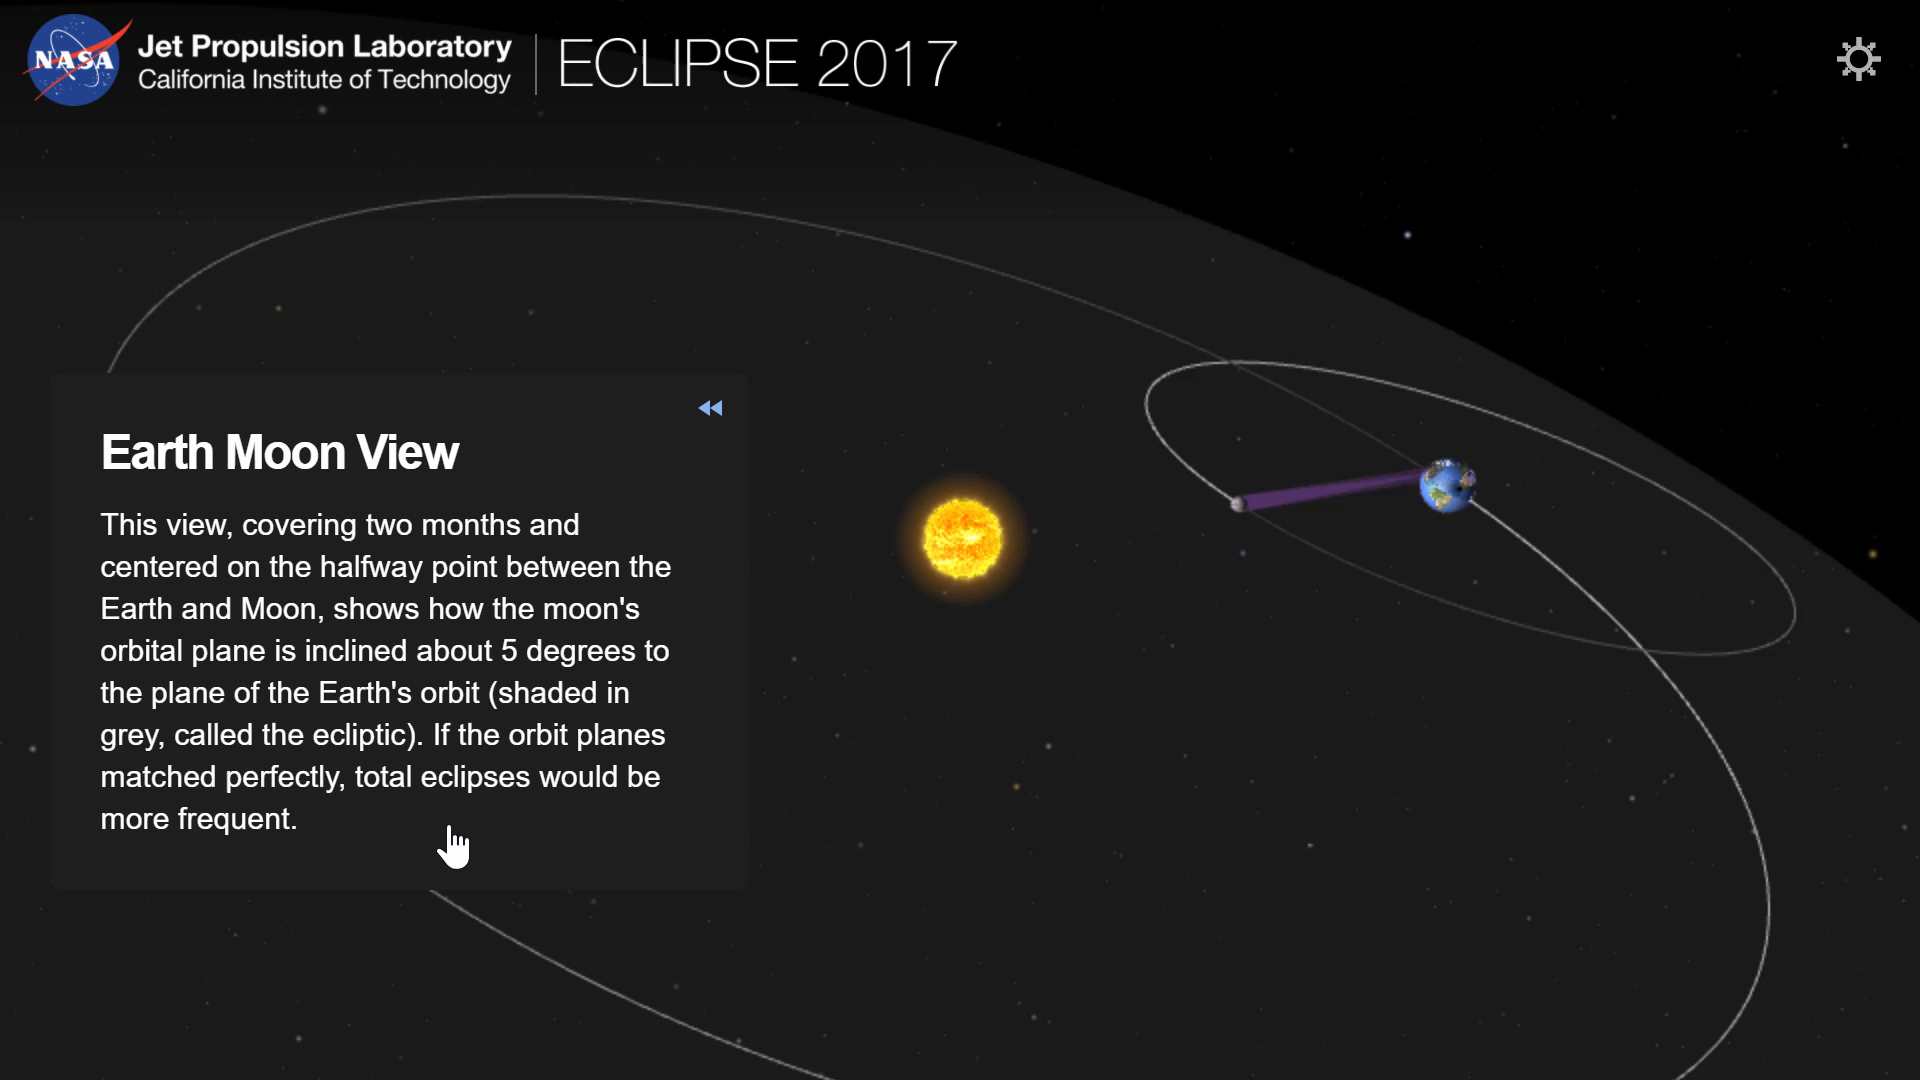 NASA
Jet Propulsion Laboratory
California Institute of Technology
ECLIPSE 2017
Earth Moon View
This view, covering two months and
centered on the halfway point between the
Earth and Moon, shows how the moon's
orbital plane is inclined about 5 degrees to
the plane of the Earth's orbit (shaded in
grey, called the ecliptic). If the orbit planes
matched perfectly, total eclipses would be
more frequent.